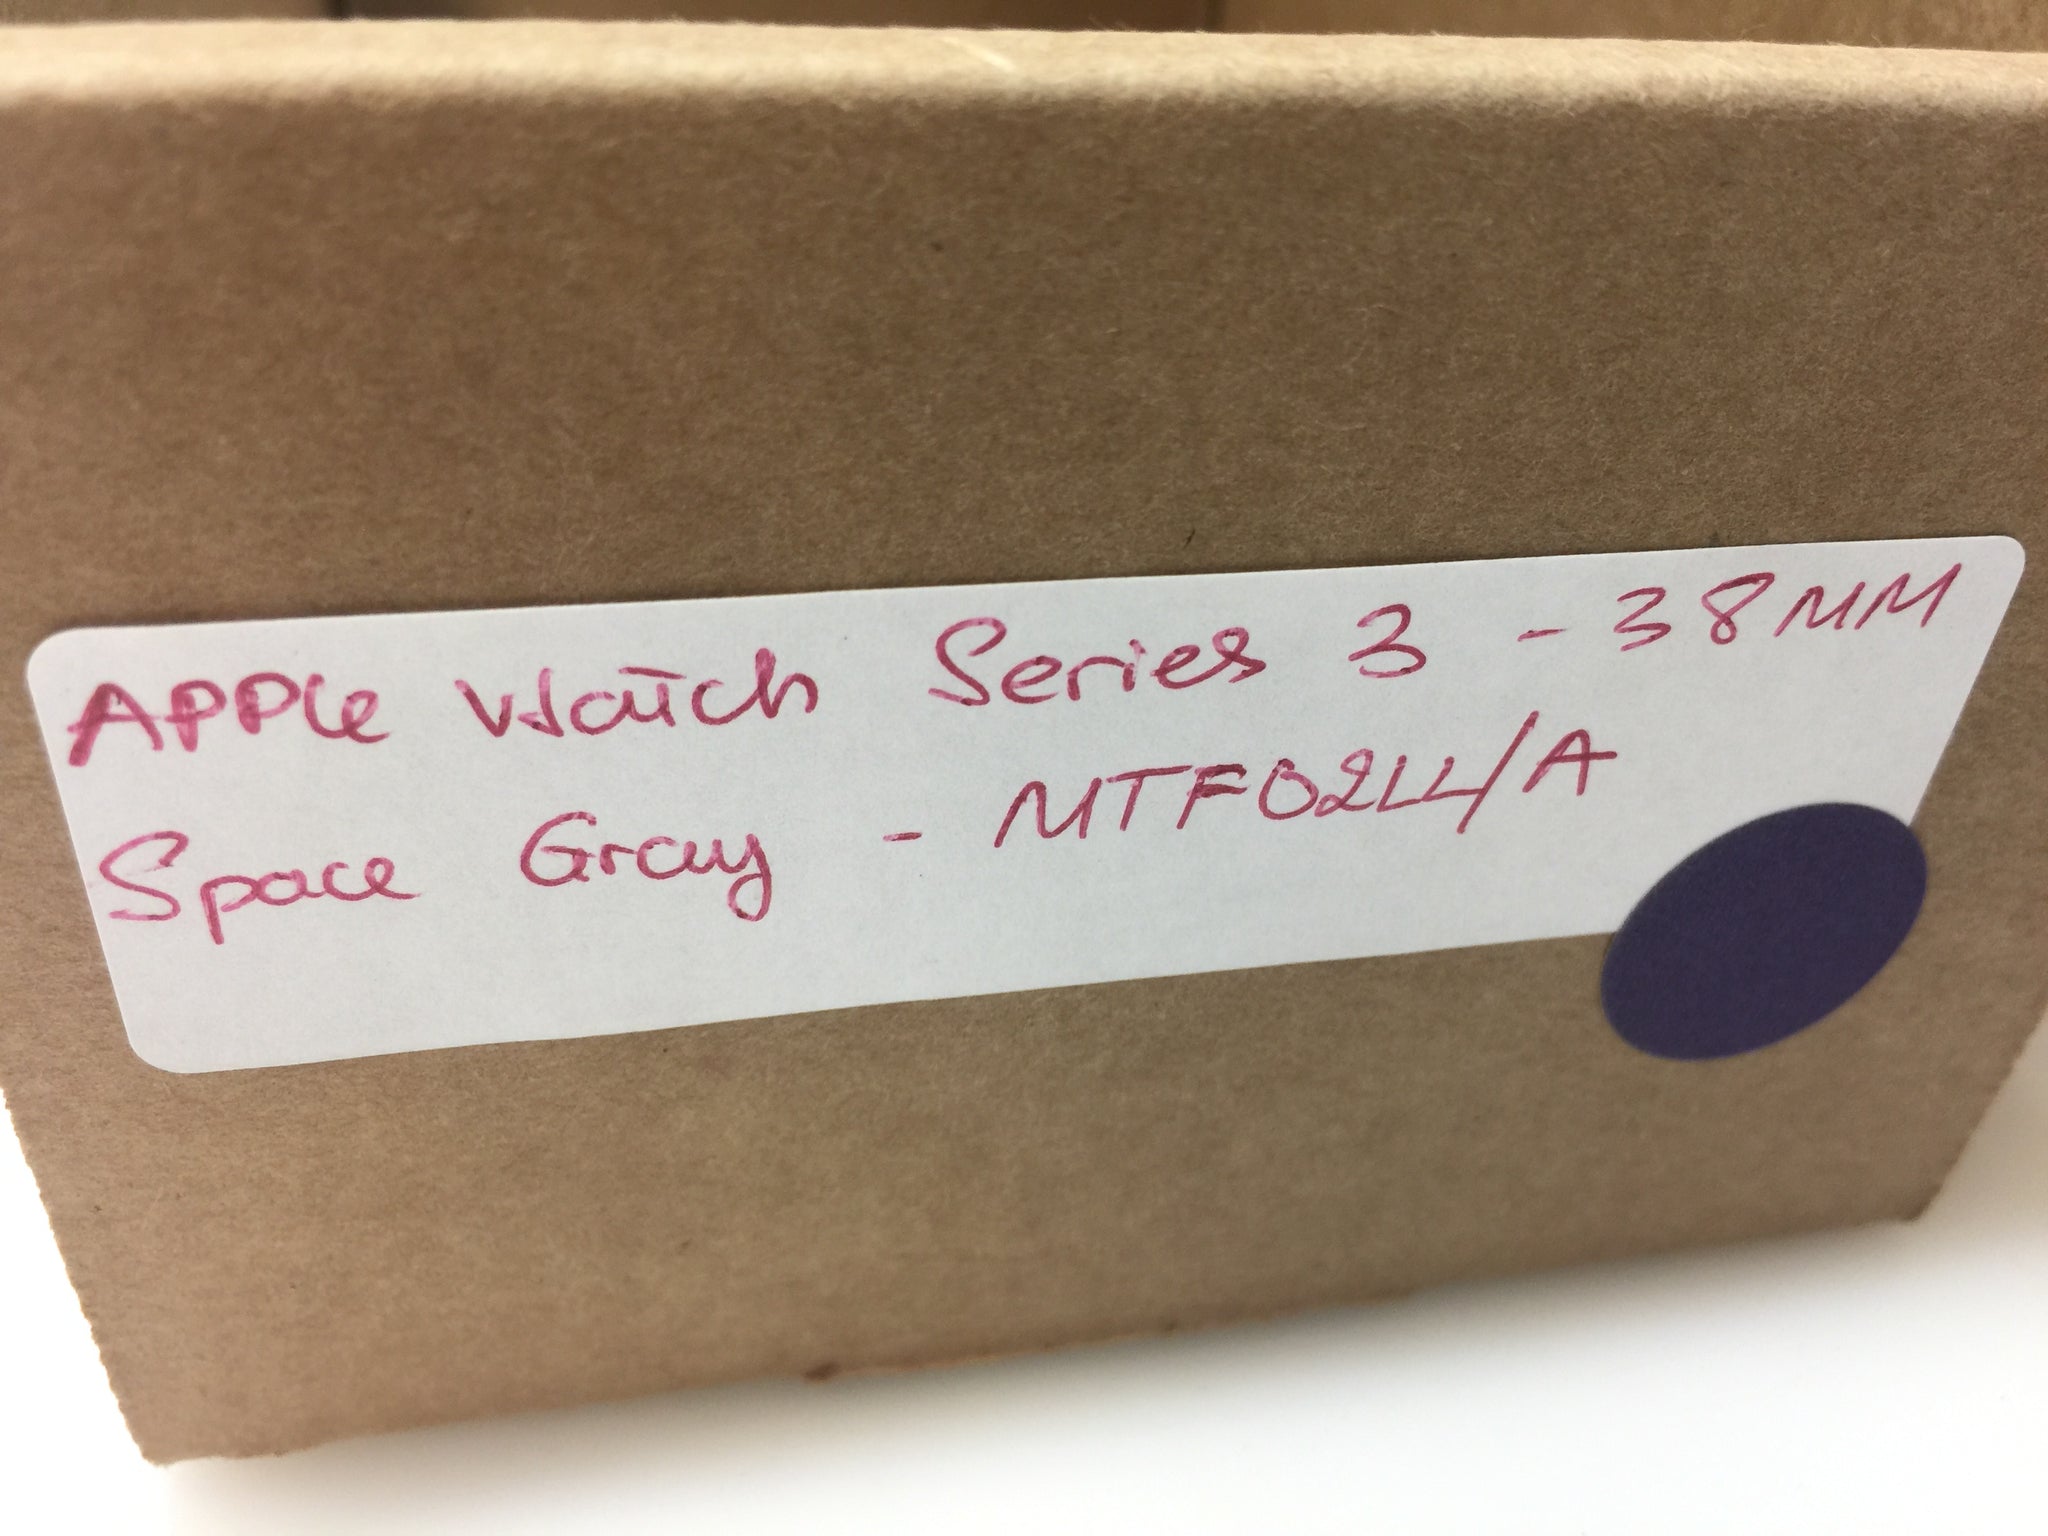 Apple Watch Series 3 - 38MM
Space Gray - MTF02LL/A